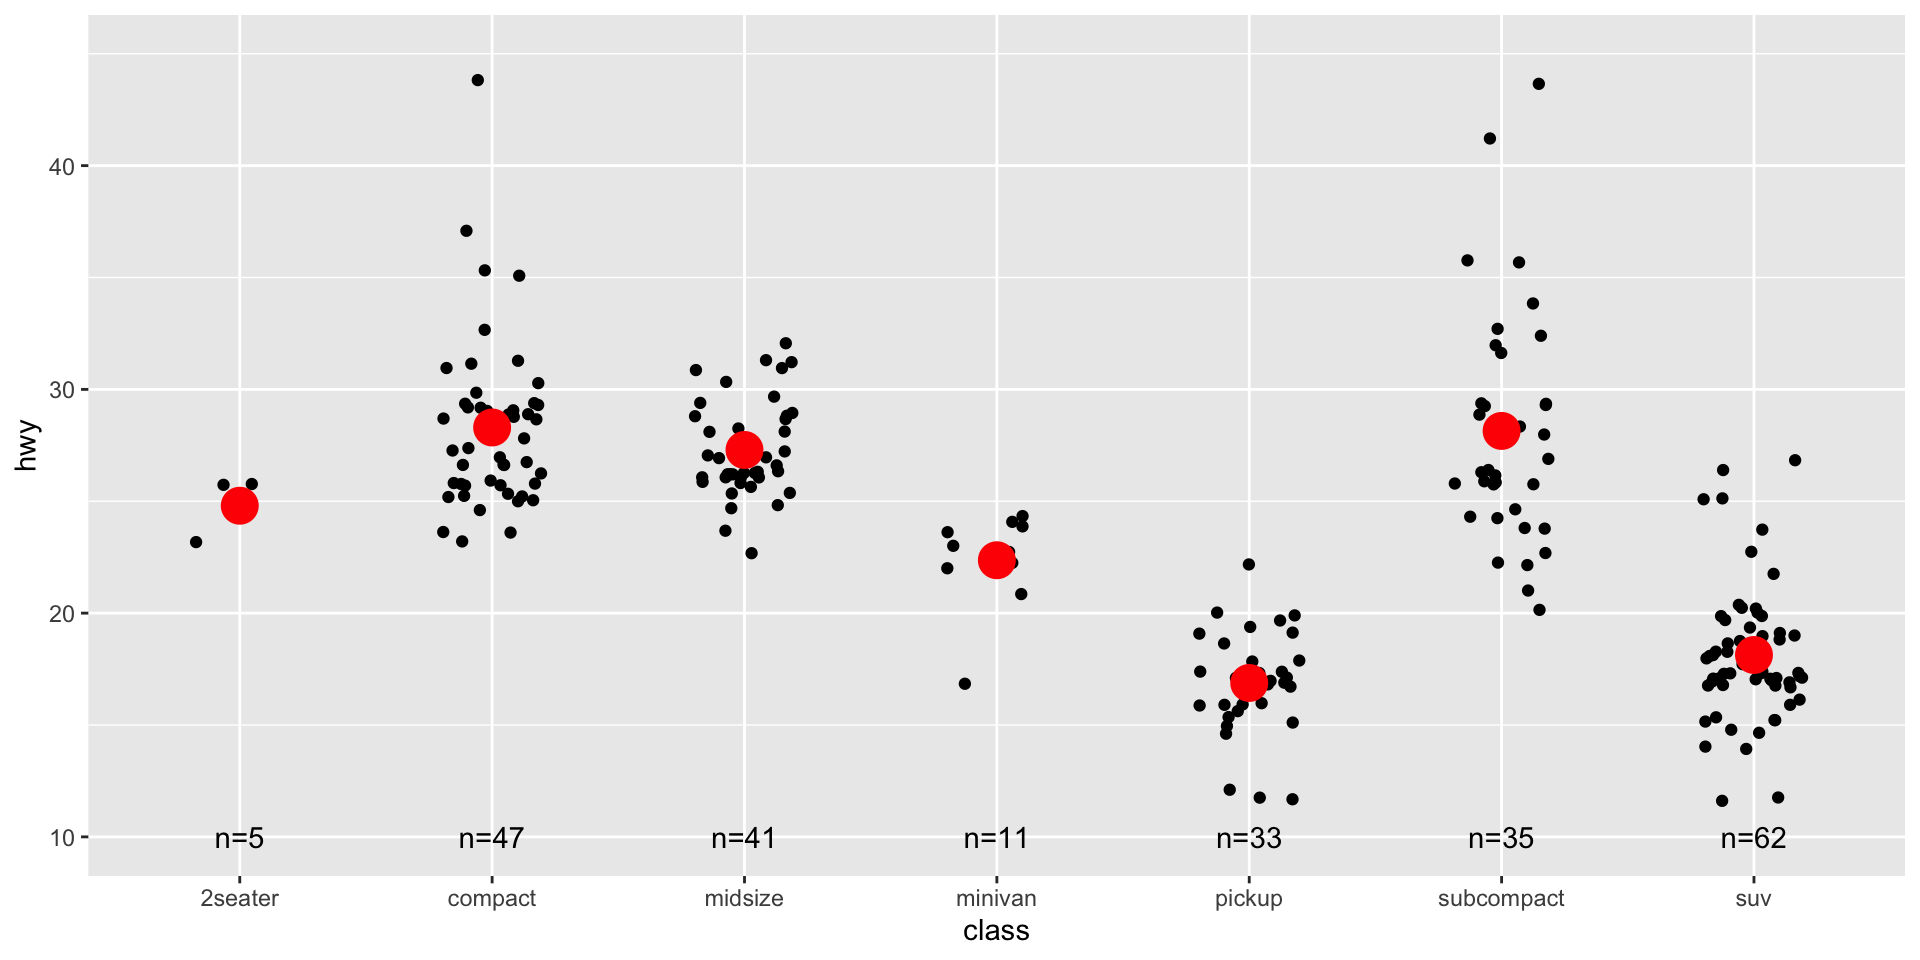 hwy
40
30
20
10
n=5 n=47 n=41 n=11 n=33 n=35 n=62
2seater compact midsize minivan pickup subcompact suv
class